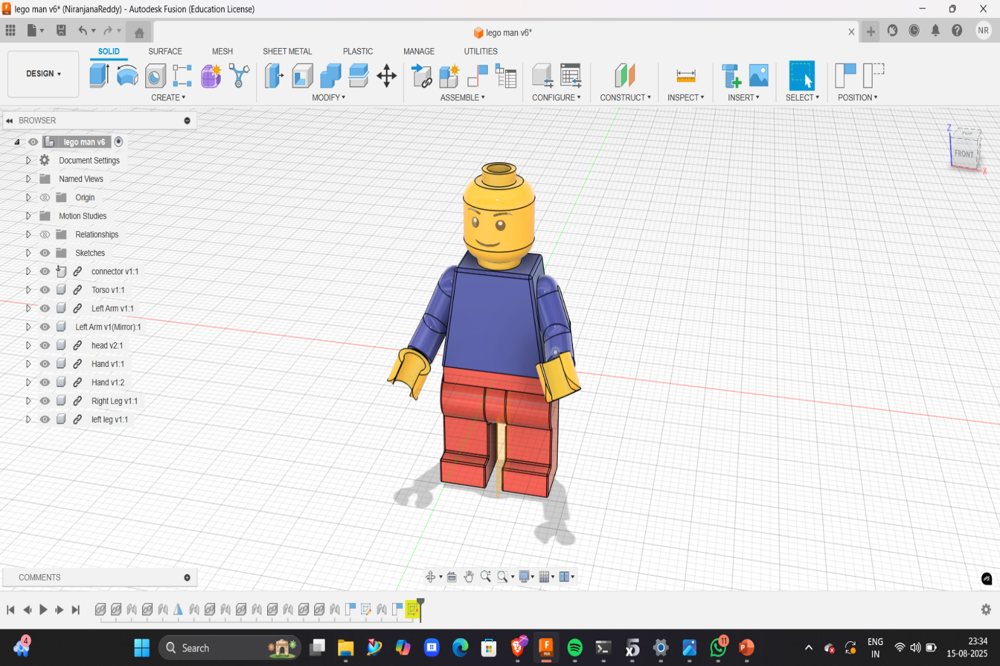 lego man v6* (NiranjanaReddy) - Autodesk Fusion (Education License)
lego man v6*
NR
DESIGN
SOLID SURFACE MESH SHEET METAL PLASTIC MANAGE UTILITIES
CREATE MODIFY ASSEMBLE CONFIGURE CONSTRUCT INSPECT INSERT SELECT POSITION
BROWSER
lego man v6
Document Settings
Named Views
Origin
Motion Studies
Relationships
Sketches
connector v1:1
Torso v1:1
Left Arm v1:1
Left Arm v1(Mirror):1
head v2:1
Hand v1:1
Hand v1:2
Right Leg v1:1
left leg v1:1
Z
TOP
FRONT
X
COMMENTS
4
Search
F
FUS
x5
11
P
ENG
IN
23:34
15-08-2025